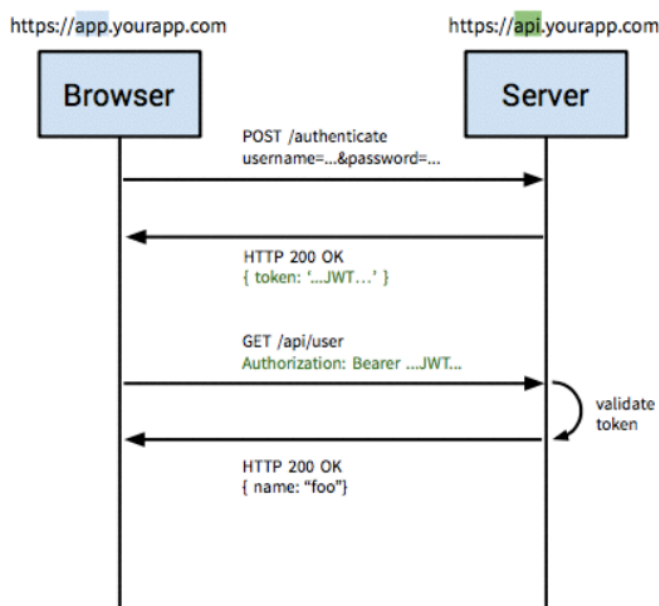 https://app.yourapp.com
https://api.yourapp.com
Browser
Server
POST /authenticate
username=...&password=...
HTTP 200 OK
{ token: ‘...JWT...’ }
GET /api/user
Authorization: Bearer ...JWT...
validate
token
HTTP 200 OK
{ name: “foo”}